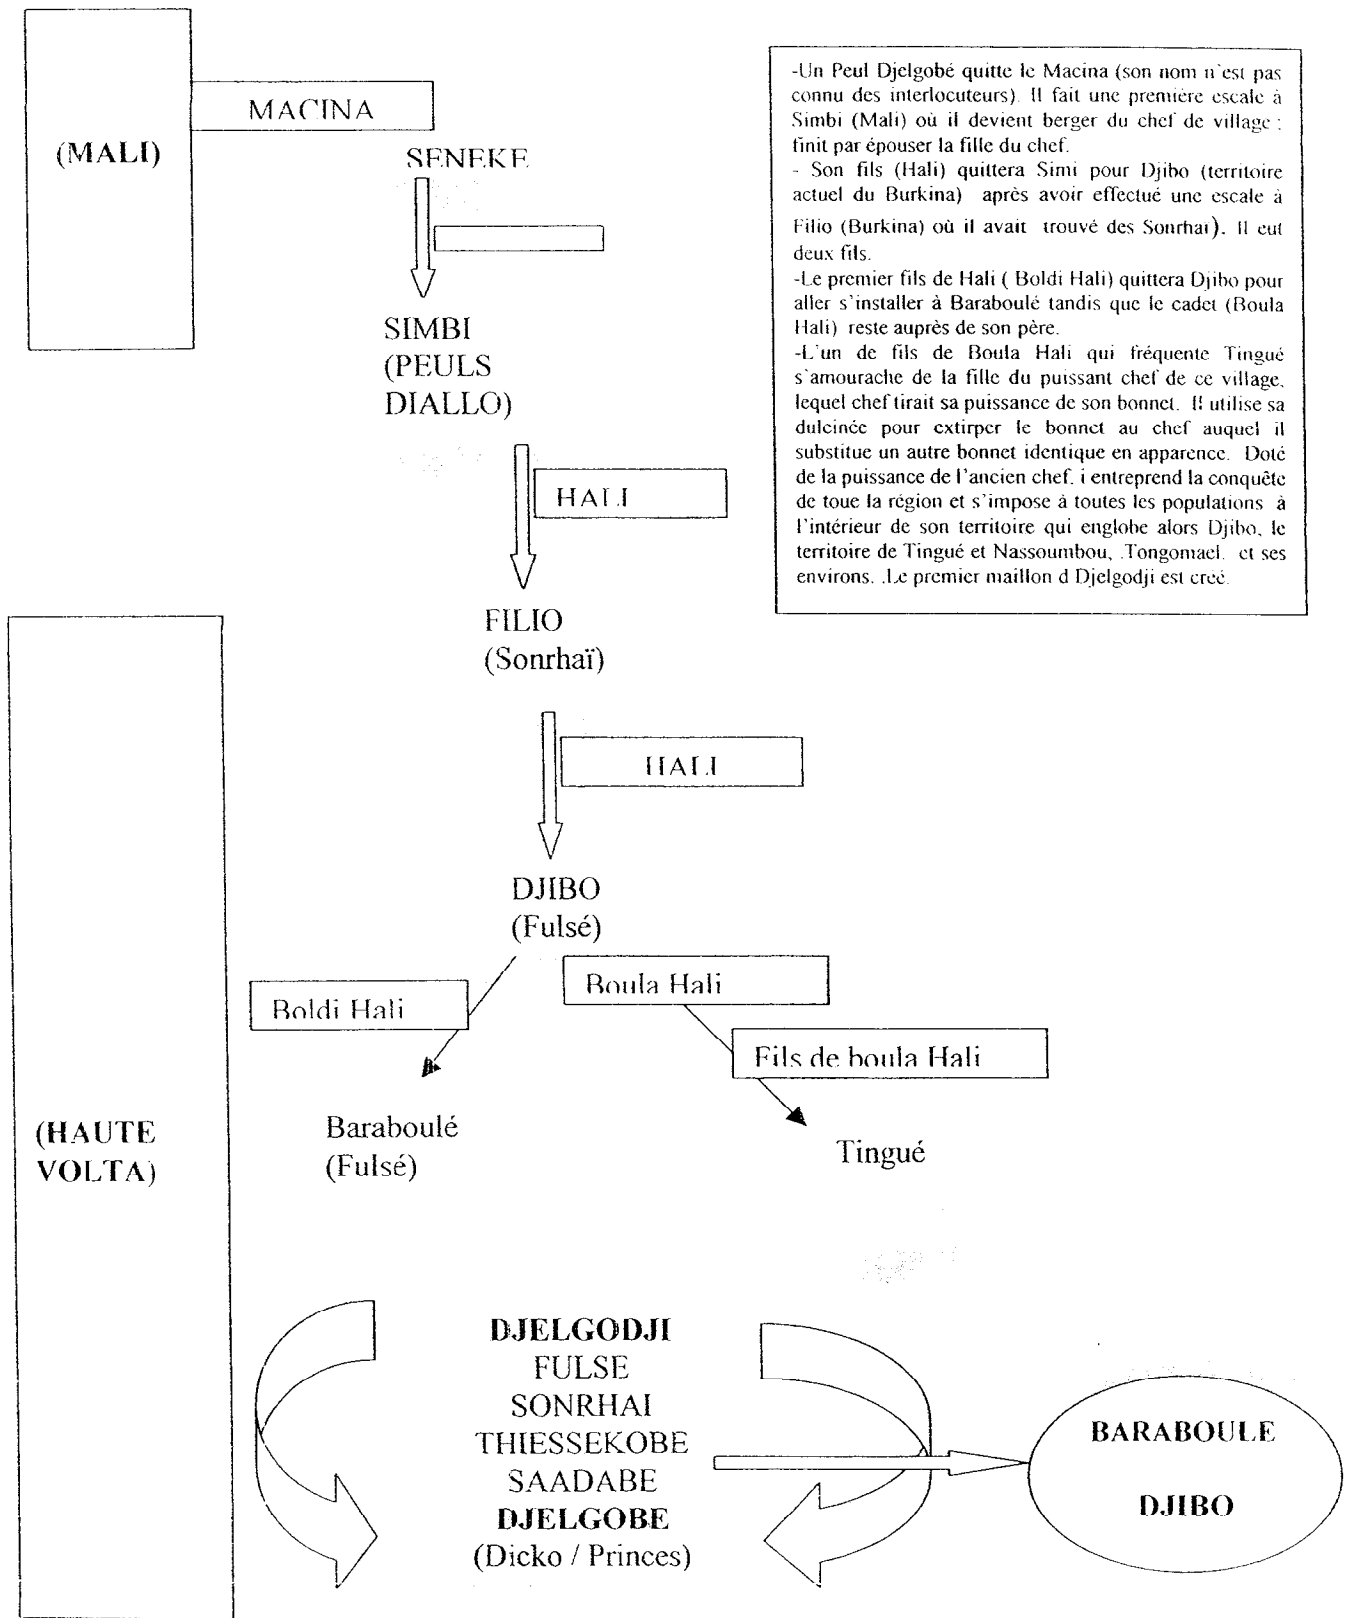 (MALI)
MACINA
SENEKE
SIMBI
(PEULS
DIALLO)
HALI
FILIO
(Sonrhaï)
HALI
DJIBO
(Fulsé)
Boldi Hali
Boula Hali
Fils de boula Hali
Baraboulé
(Fulsé)
Tingué
(HAUTE
VOLTA)
-Un Peul Djelgobé quitte le Macina (son nom n'est pas
connu des interlocuteurs). Il fait une première escale à
Simbi (Mali) où il devient berger du chef de village ;
finit par épouser la fille du chef.
- Son fils (Hali) quittera Simi pour Djibo (territoire
actuel du Burkina) après avoir effectué une escale à
Filio (Burkina) où il avait trouvé des Sonrhaï). Il eut
deux fils.
-Le premier fils de Hali ( Boldi Hali) quittera Djibo pour
aller s'installer à Baraboulé tandis que le cadet (Boula
Hali) reste auprès de son père.
-L'un de fils de Boula Hali qui fréquente Tingué
s'amourache de la fille du puissant chef de ce village,
lequel chef tirait sa puissance de son bonnet. Il utilise sa
dulcinée pour extirper le bonnet au chef auquel il
substitue un autre bonnet identique en apparence. Doté
de la puissance de l'ancien chef, i entreprend la conquête
de toue la région et s'impose à toutes les populations à
l'intérieur de son territoire qui englobe alors Djibo, le
territoire de Tingué et Nassoumbou, .Tongomael. et ses
environs. .Le premier maillon d Djelgodji est creé.
DJELGODJI
FULSE
SONRHAI
THIESSEKOBE
SAADABE
DJELGOBE
(Dicko / Princes)
BARABOULE
DJIBO